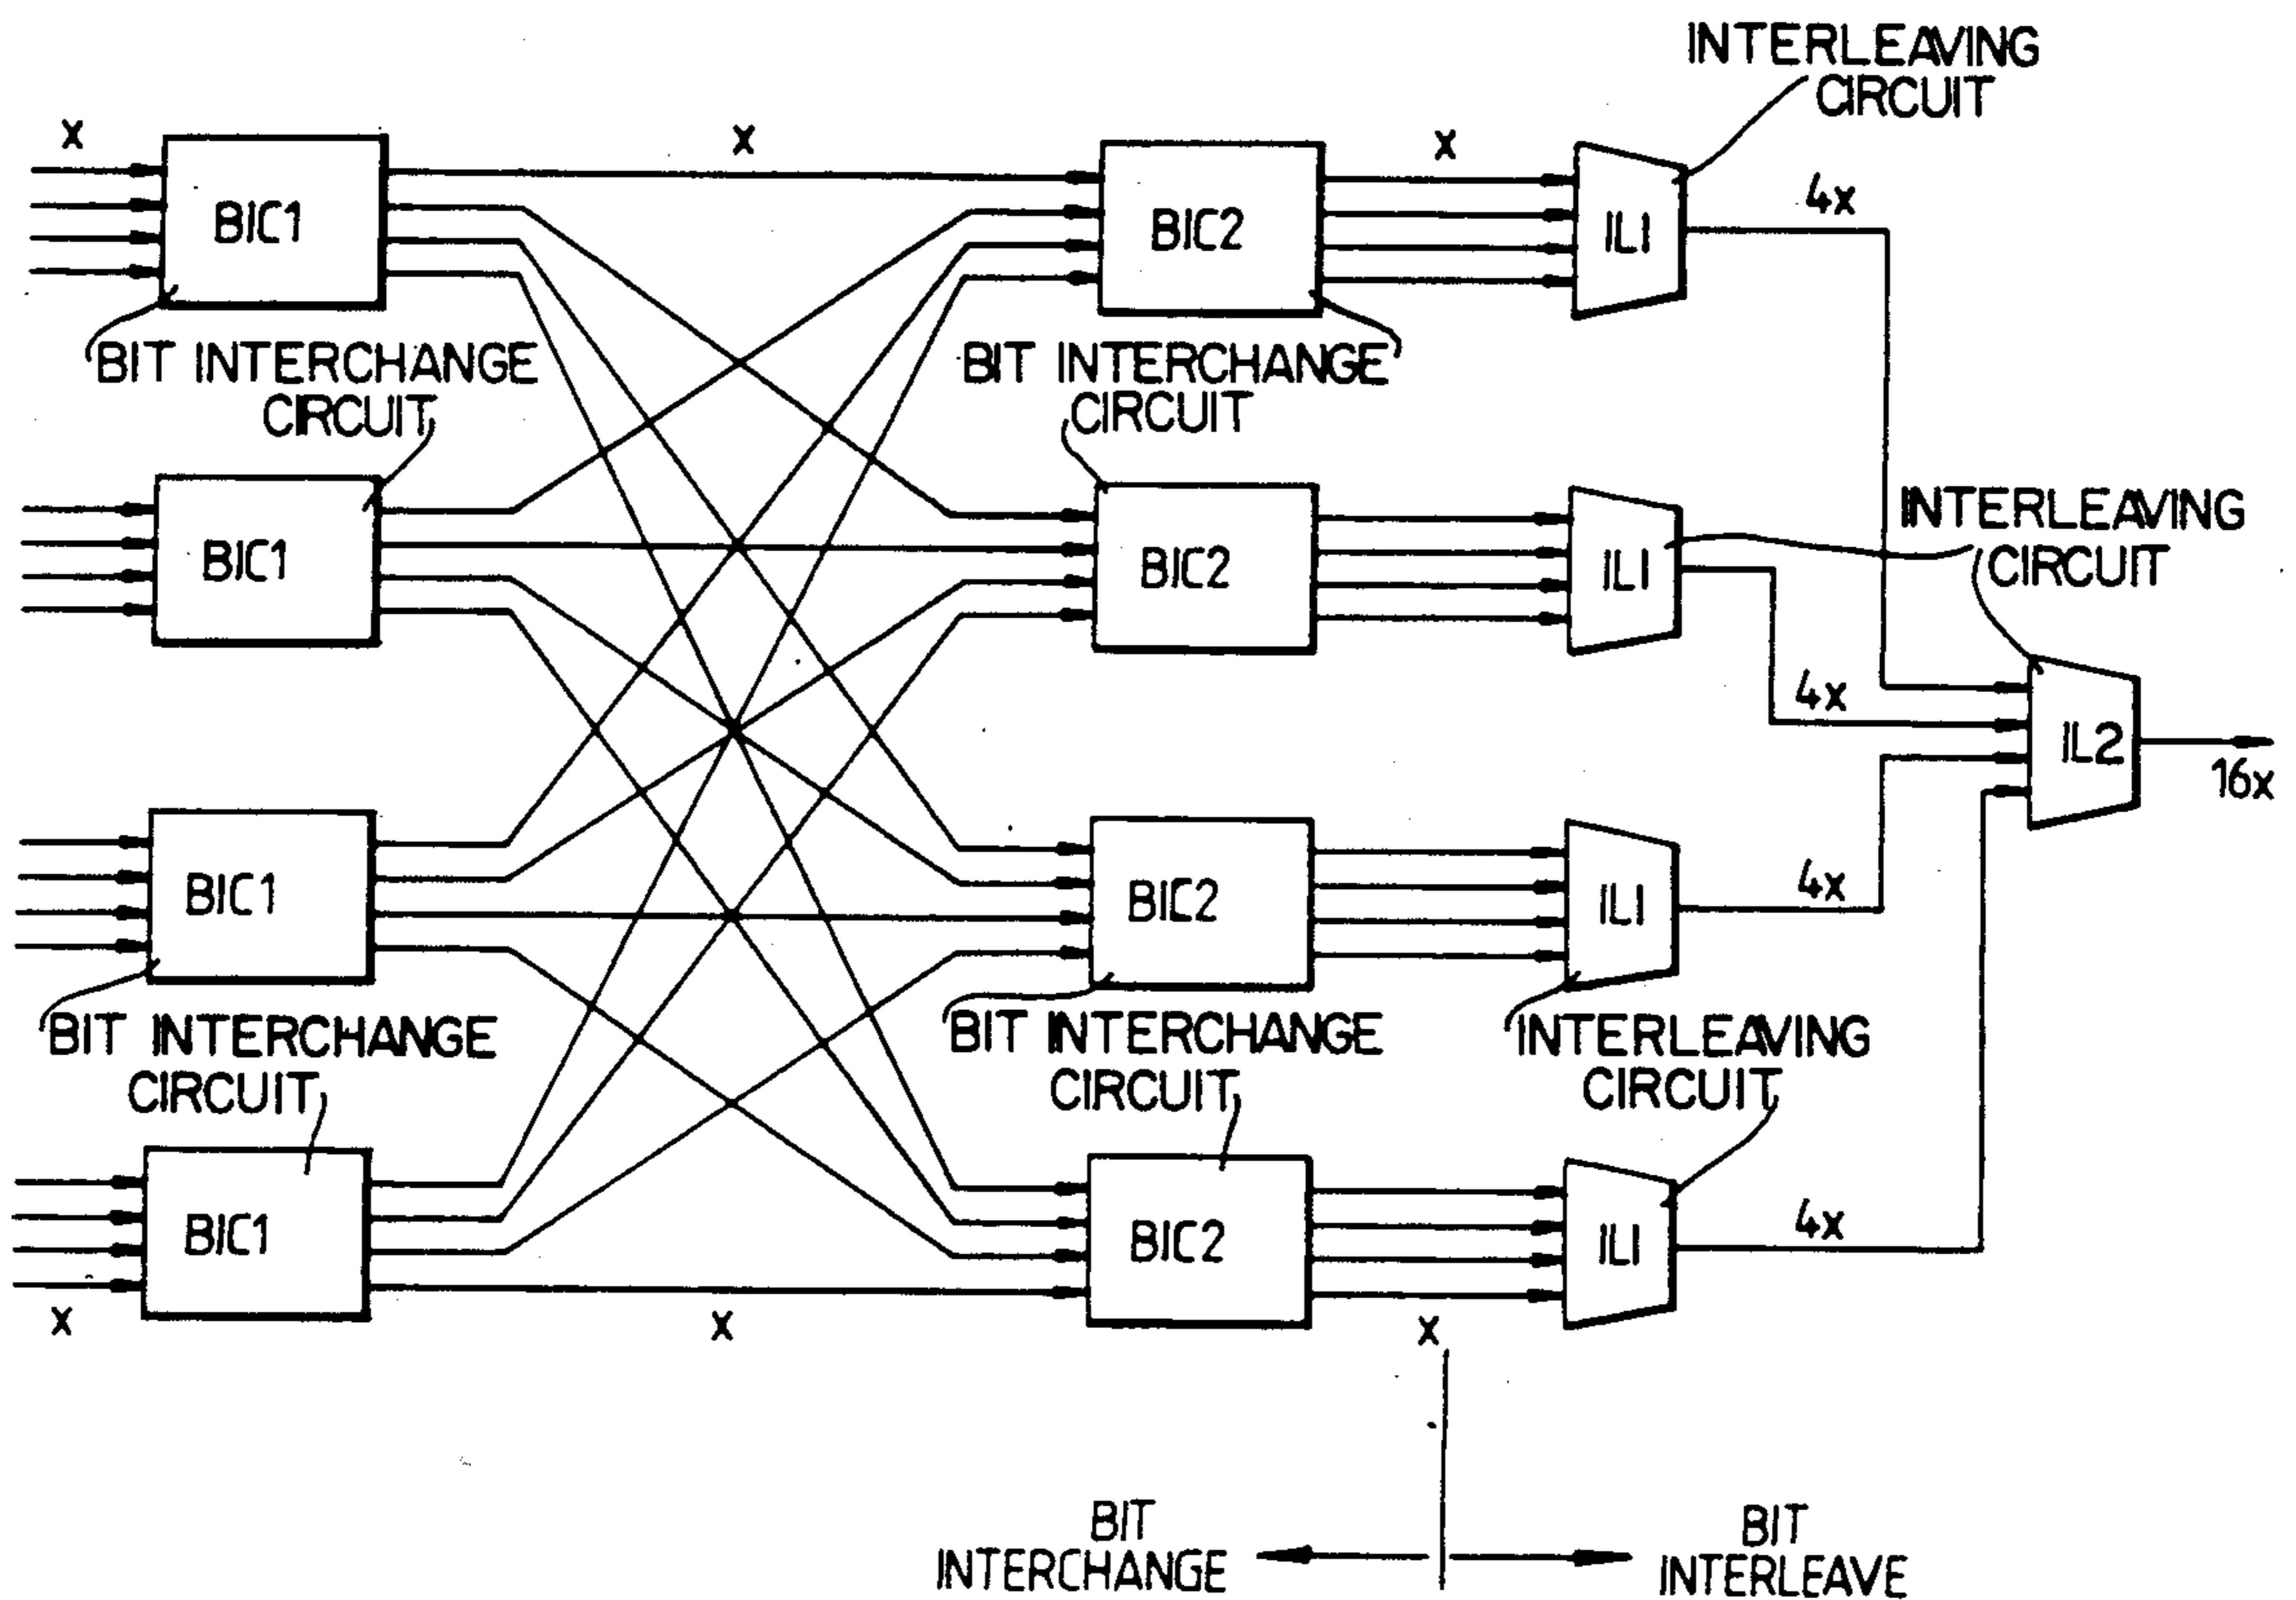 INTERLEAVING
CIRCUIT
X
X
X
4X
BIC1
BIC2
IL1
BIT INTERCHANGE
CIRCUIT
BIT INTERCHANGE
CIRCUIT
INTERLEAVING
CIRCUIT
BIC1
BIC2
IL1
4X
IL2
16X
BIC1
BIC2
IL1
4X
BIT INTERCHANGE
CIRCUIT
BIT INTERCHANGE
CIRCUIT
INTERLEAVING
CIRCUIT
BIC1
BIC2
IL1
4X
X
X
X
BIT
INTERCHANGE
BIT
INTERLEAVE